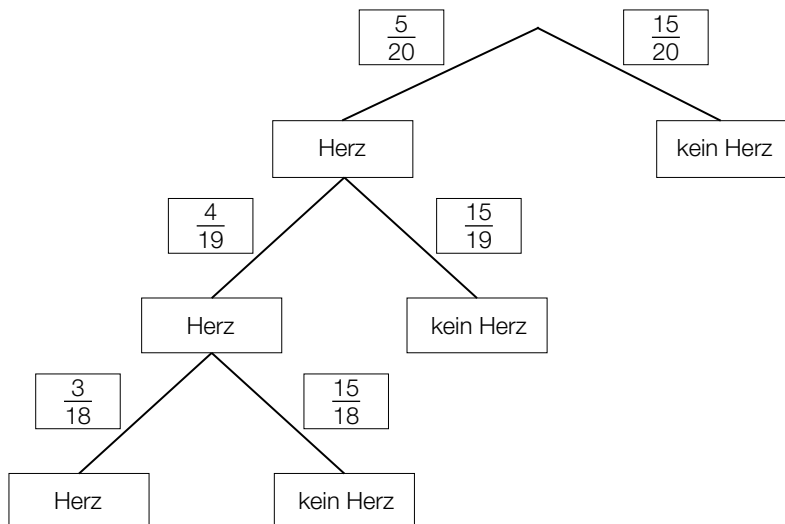 5/20 15/20
Herz kein Herz
4/19 15/19
Herz kein Herz
3/18 15/18
Herz kein Herz